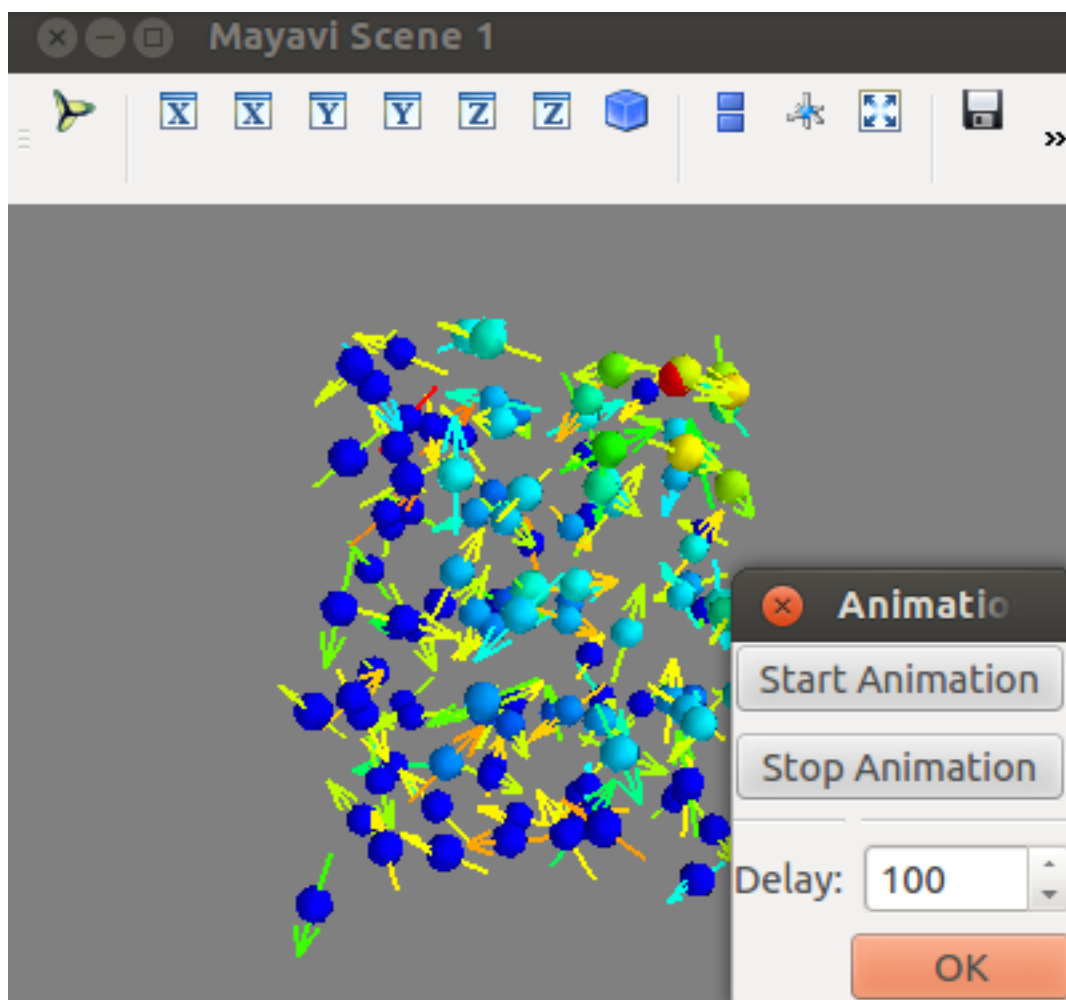 Mayavi Scene 1
X X Y Y Z Z
»
Animatio
Start Animation
Stop Animation
Delay: 100
OK